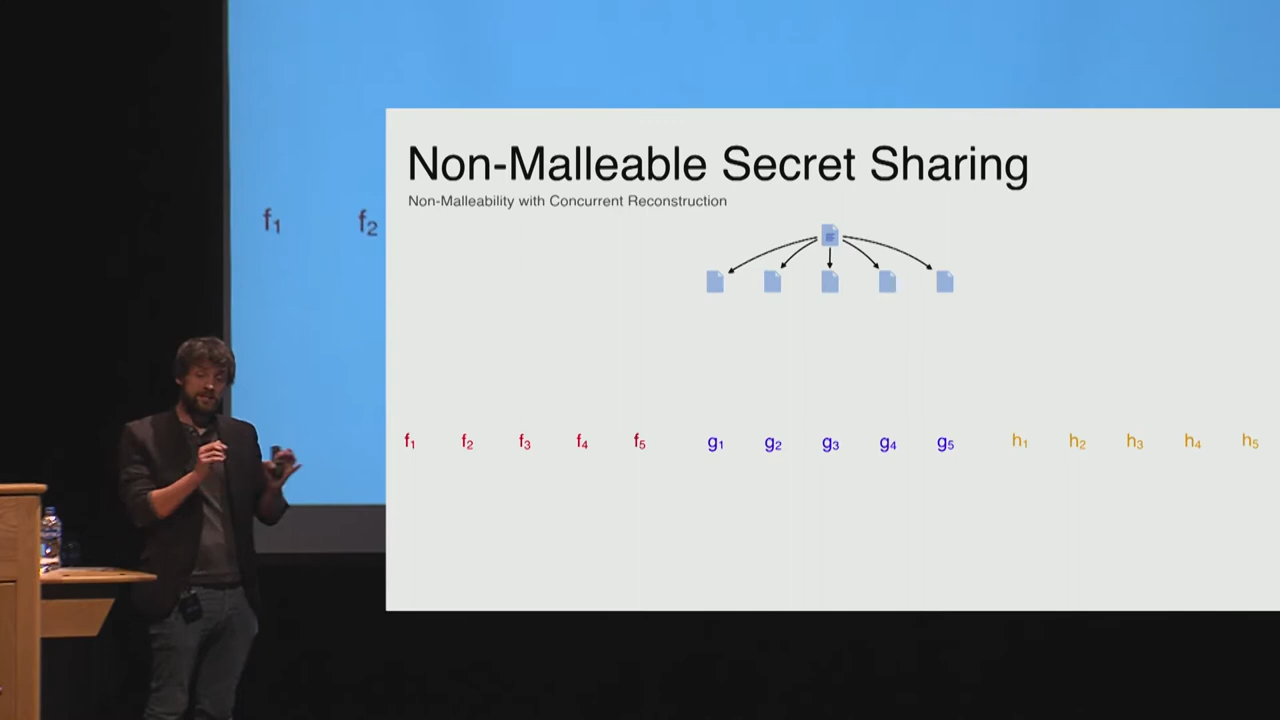 Non-Malleable Secret Sharing
Non-Malleability with Concurrent Reconstruction
f₁ f₂
f₁ f₂ f₃ f₄ f₅ g₁ g₂ g₃ g₄ g₅ h₁ h₂ h₃ h₄ h₅